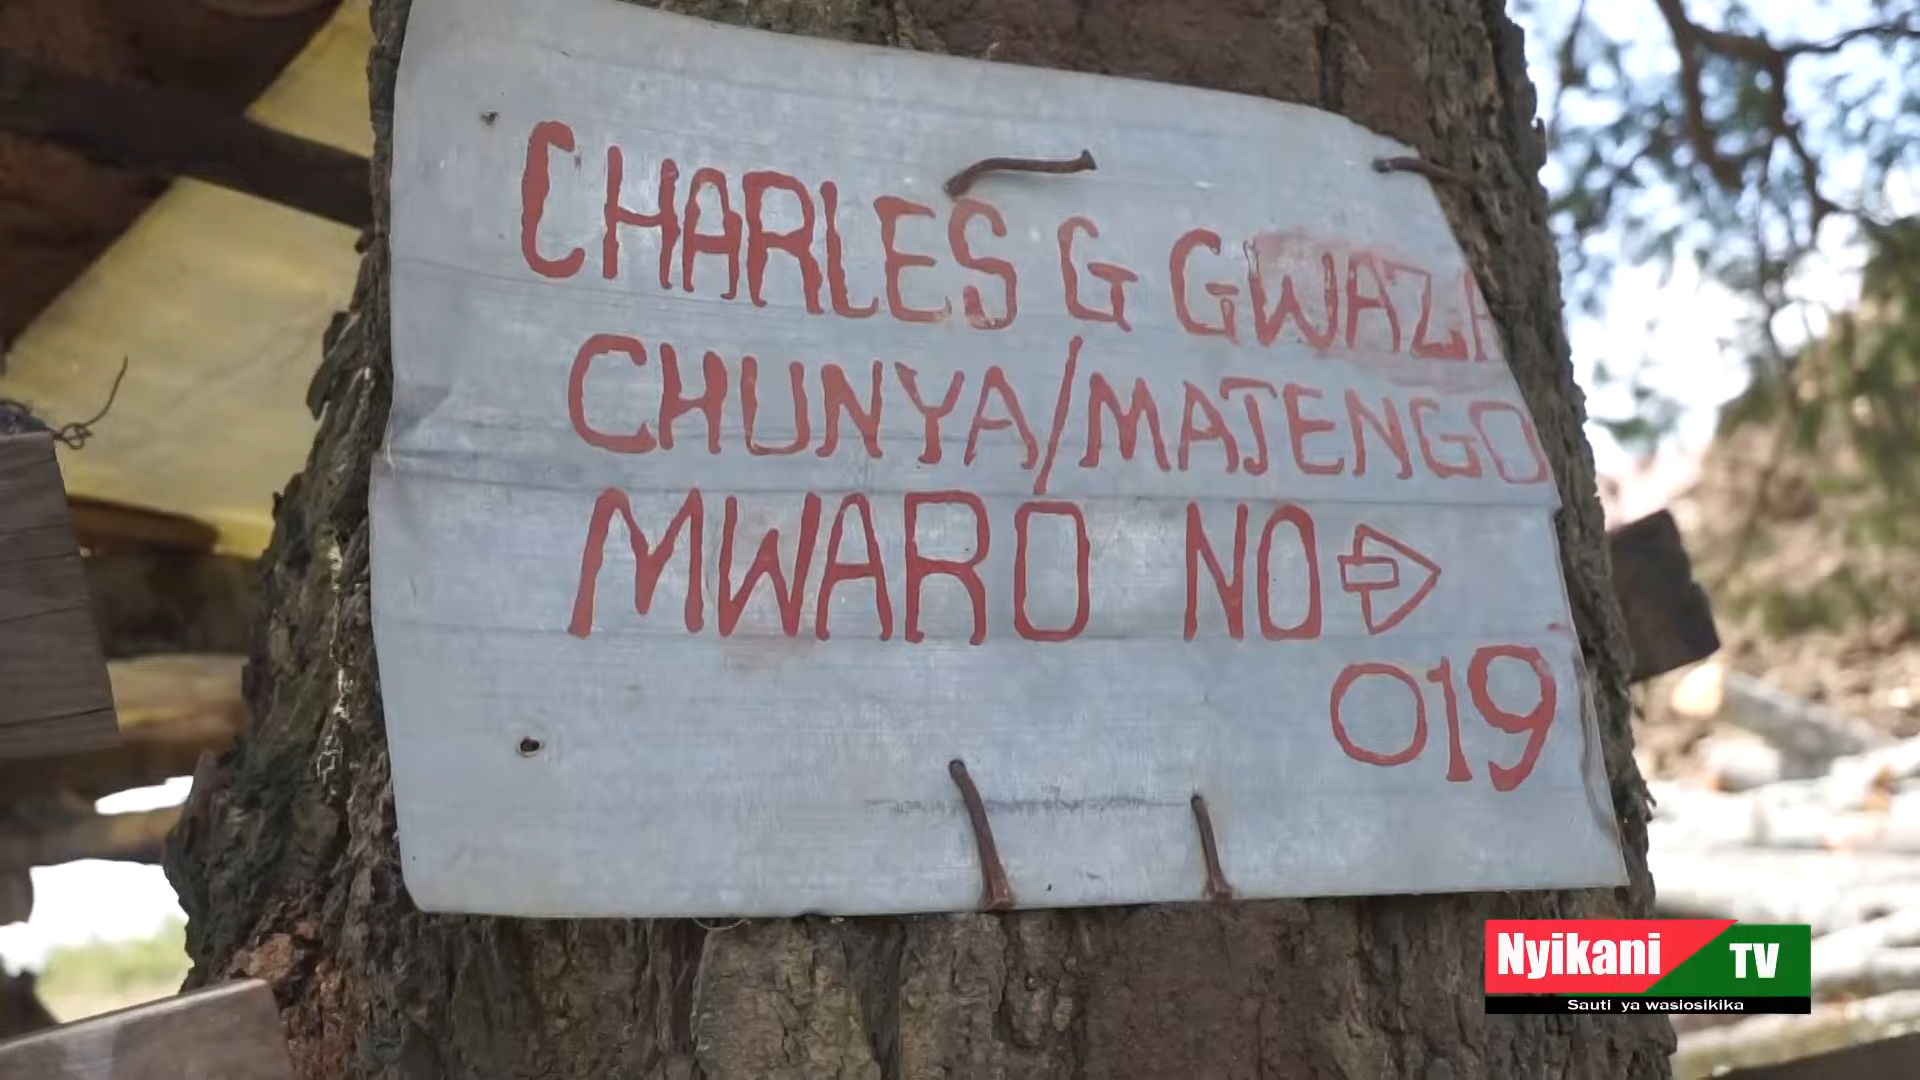 CHARLES G GWAZA
CHUNYA/MAJENGO
MWARO NO
019
Nyikani TV
Sauti ya wasiosikika